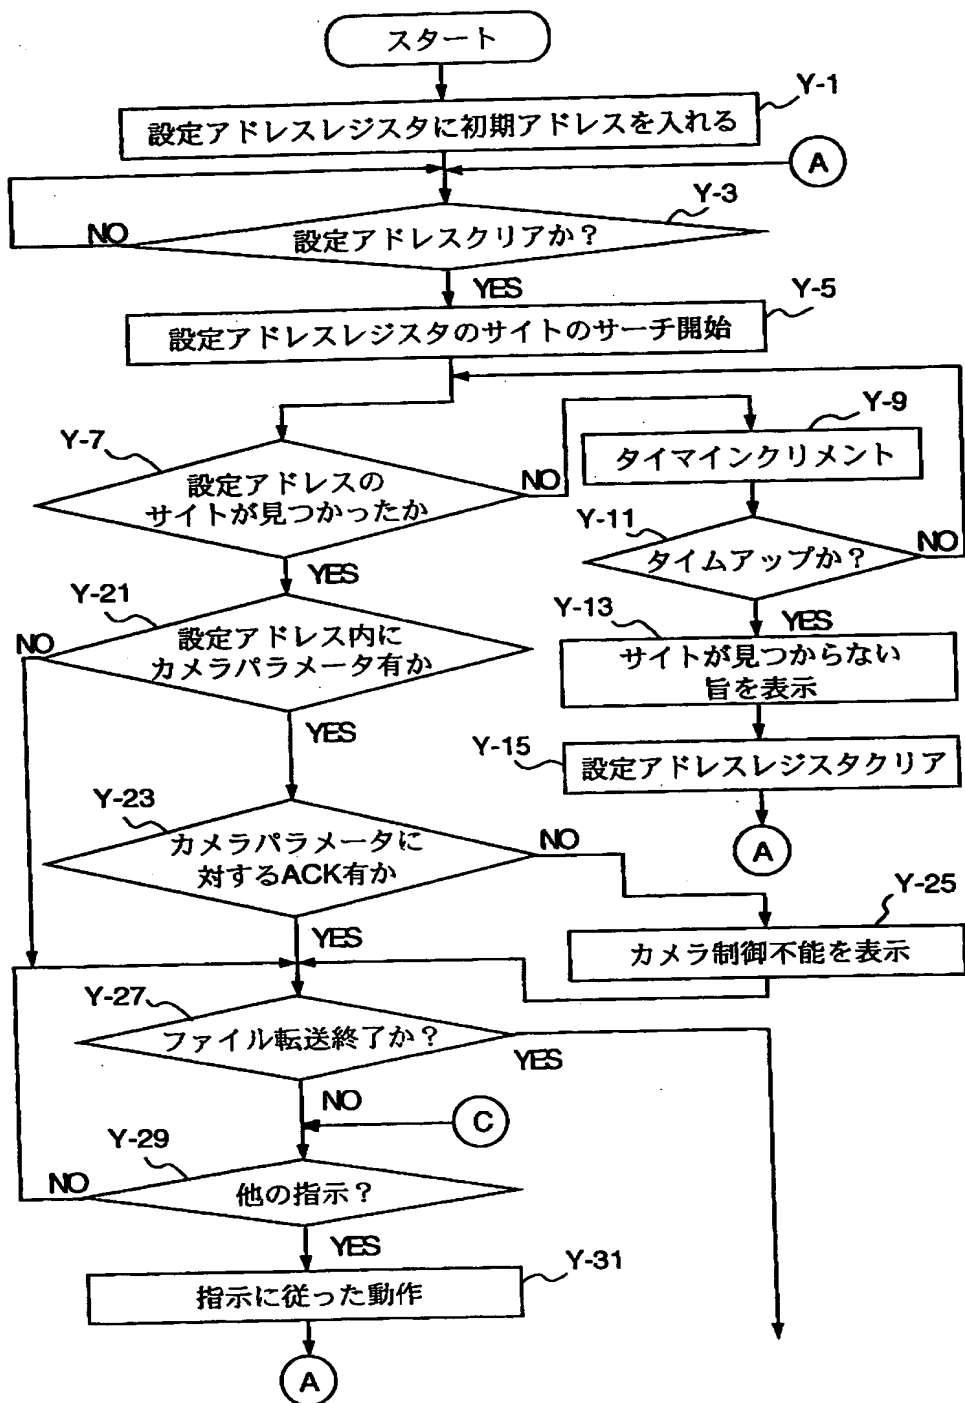 スタート
Y-1
設定アドレスレジスタに初期アドレスを入れる
A
Y-3
NO
設定アドレスクリアか？
YES
Y-5
設定アドレスレジスタのサイトのサーチ開始
Y-9
Y-7
タイマインクリメント
設定アドレスの
サイトが見つかったか
NO
Y-11
タイムアップか？
NO
YES
Y-21
Y-13
YES
NO
設定アドレス内に
カメラパラメータ有か
サイトが見つからない
旨を表示
YES
Y-15
設定アドレスレジスタクリア
Y-23
カメラパラメータに
対するACK有か
NO
A
Y-25
YES
カメラ制御不能を表示
Y-27
ファイル転送終了か？
YES
NO
C
Y-29
NO
他の指示？
YES
Y-31
指示に従った動作
A